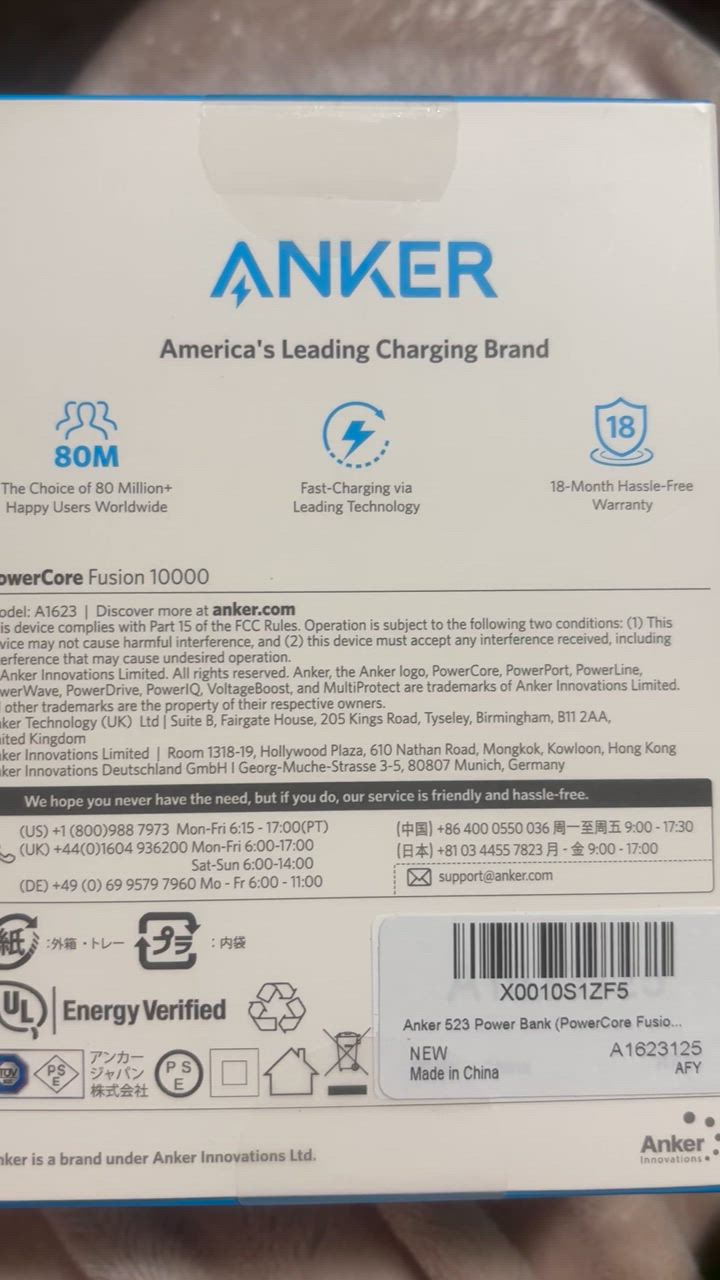 ANKER
America's Leading Charging Brand
18
80M
The Choice of 80 Million+
Happy Users Worldwide
Fast-Charging via
Leading Technology
18-Month Hassle-Free
Warranty
owerCore Fusion 10000
odel: A1623 | Discover more at anker.com
is device complies with Part 15 of the FCC Rules. Operation is subject to the following two conditions: (1) This
vice may not cause harmful interference, and (2) this device must accept any interference received, including
erference that may cause undesired operation.
Anker Innovations Limited. All rights reserved. Anker, the Anker logo, PowerCore, PowerPort, PowerLine,
werWave, PowerDrive, PowerIQ, VoltageBoost, and MultiProtect are trademarks of Anker Innovations Limited.
other trademarks are the property of their respective owners.
ker Technology (UK) Ltd | Suite B, Fairgate House, 205 Kings Road, Tyseley, Birmingham, B11 2AA,
ited Kingdom
ker Innovations Limited | Room 1318-19, Hollywood Plaza, 610 Nathan Road, Mongkok, Kowloon, Hong Kong
ker Innovations Deutschland GmbH I Georg-Muche-Strasse 3-5, 80807 Munich, Germany
We hope you never have the need, but if you do, our service is friendly and hassle-free.
(US) +1 (800)988 7973 Mon-Fri 6:15 - 17:00(PT)
(UK) +44(0)1604 936200 Mon-Fri 6:00-17:00
Sat-Sun 6:00-14:00
(DE) +49 (0) 69 9579 7960 Mo - Fr 6:00 - 11:00
(中国) +86 400 0550 036 周一至周五 9:00 - 17:30
(日本) +81 03 4455 7823 月 - 金 9:00 - 17:00
support@anker.com
紙 :外箱・トレー
プラ :内袋
UL Energy Verified
TÜV
PSE
アンカー
ジャパン
株式会社
PSE
X0010S1ZF5
Anker 523 Power Bank (PowerCore Fusio...
NEW
A1623125
Made in China
AFY
nker is a brand under Anker Innovations Ltd.
Anker
Innovations